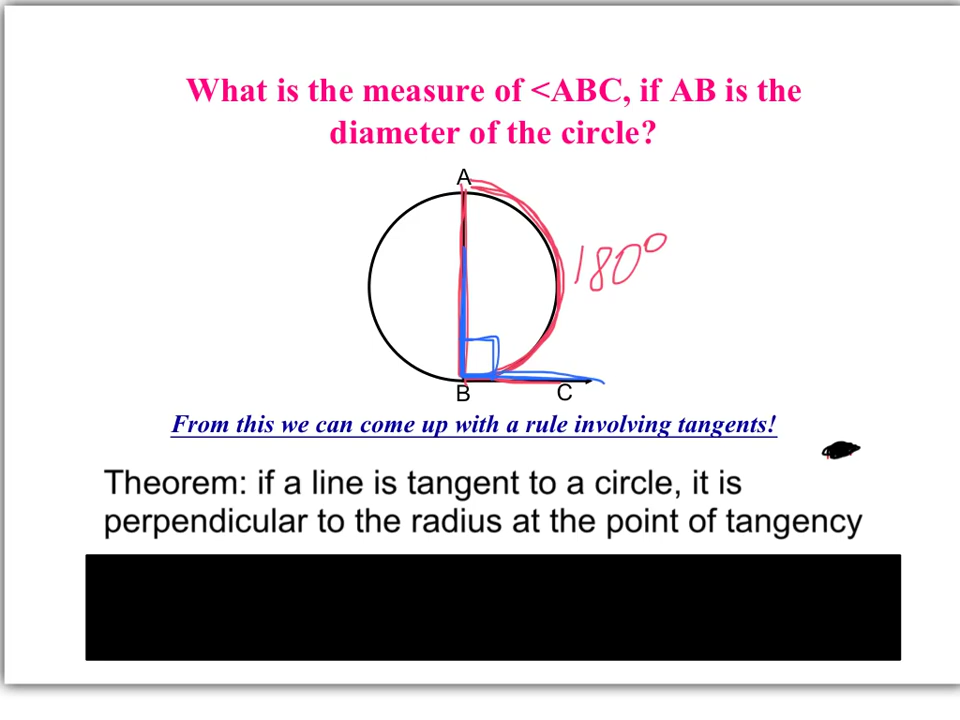 What is the measure of <ABC, if AB is the
diameter of the circle?
A
180°
B
C
From this we can come up with a rule involving tangents!
Theorem: if a line is tangent to a circle, it is
perpendicular to the radius at the point of tangency